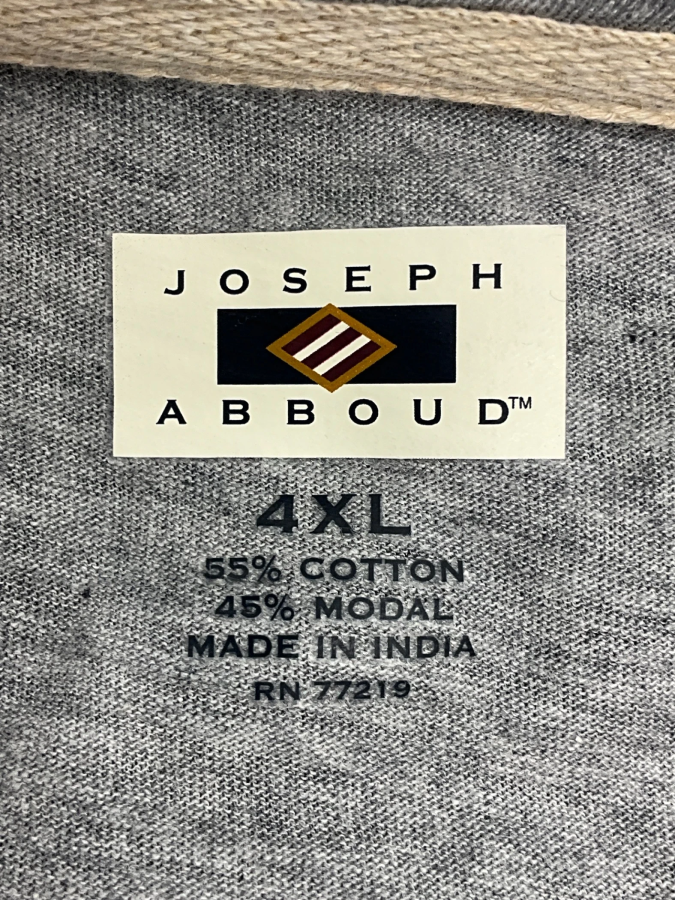 JOSEPH
ABBOUD™
4XL
55% COTTON
45% MODAL
MADE IN INDIA
RN 77219